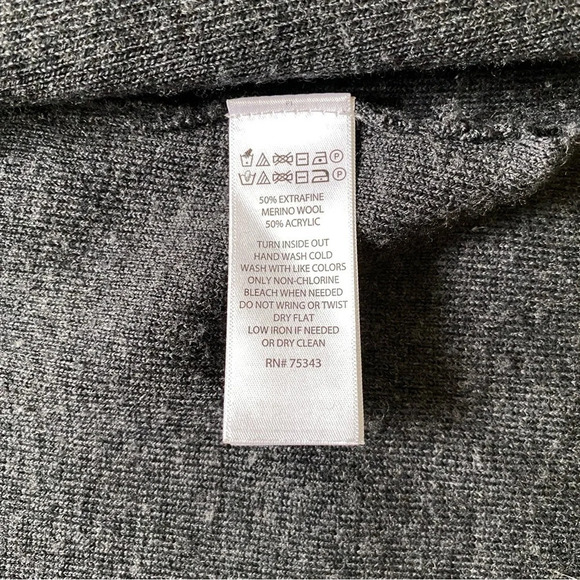 50% EXTRAFINE
MERINO WOOL
50% ACRYLIC
TURN INSIDE OUT
HAND WASH COLD
WASH WITH LIKE COLORS
ONLY NON-CHLORINE
BLEACH WHEN NEEDED
DO NOT WRING OR TWIST
DRY FLAT
LOW IRON IF NEEDED
OR DRY CLEAN
RN# 75343